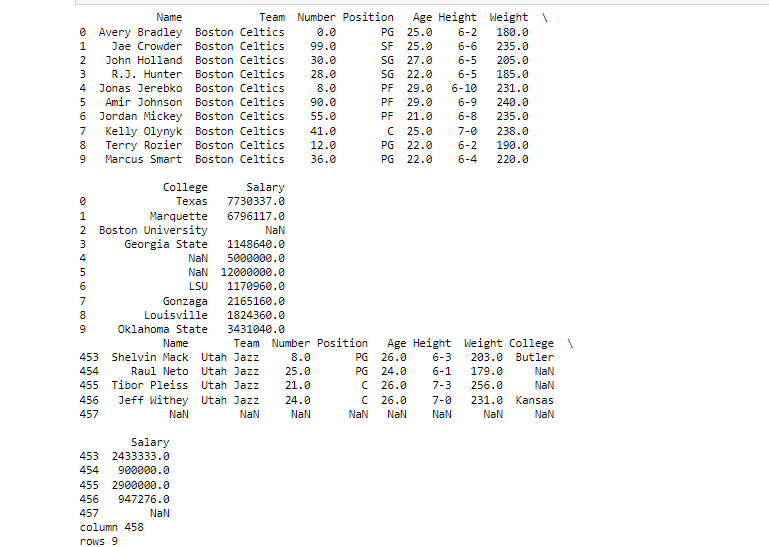 Name            Team  Number Position   Age Height  Weight  \
0  Avery Bradley  Boston Celtics     0.0       PG  25.0    6-2   180.0
1    Jae Crowder  Boston Celtics    99.0       SF  25.0    6-6   235.0
2   John Holland  Boston Celtics    30.0       SG  27.0    6-5   205.0
3    R.J. Hunter  Boston Celtics    28.0       SG  22.0    6-5   185.0
4  Jonas Jerebko  Boston Celtics     8.0       PF  29.0   6-10   231.0
5   Amir Johnson  Boston Celtics    90.0       PF  29.0    6-9   240.0
6  Jordan Mickey  Boston Celtics    55.0       PF  21.0    6-8   235.0
7   Kelly Olynyk  Boston Celtics    41.0        C  25.0    7-0   238.0
8   Terry Rozier  Boston Celtics    12.0       PG  22.0    6-2   190.0
9   Marcus Smart  Boston Celtics    36.0       PG  22.0    6-4   220.0

             College      Salary
0              Texas   7730337.0
1          Marquette   6796117.0
2  Boston University         NaN
3      Georgia State   1148640.0
4                NaN   5000000.0
5                NaN  12000000.0
6                LSU   1170960.0
7            Gonzaga   2165160.0
8         Louisville   1824360.0
9     Oklahoma State   3431040.0
             Name       Team  Number Position   Age Height  Weight College  \
453  Shelvin Mack  Utah Jazz     8.0       PG  26.0    6-3   203.0  Butler
454     Raul Neto  Utah Jazz    25.0       PG  24.0    6-1   179.0     NaN
455  Tibor Pleiss  Utah Jazz    21.0        C  26.0    7-3   256.0     NaN
456   Jeff Withey  Utah Jazz    24.0        C  26.0    7-0   231.0  Kansas
457           NaN        NaN     NaN      NaN   NaN    NaN     NaN     NaN

        Salary
453  2433333.0
454   900000.0
455  2900000.0
456   947276.0
457        NaN
column 458
rows 9